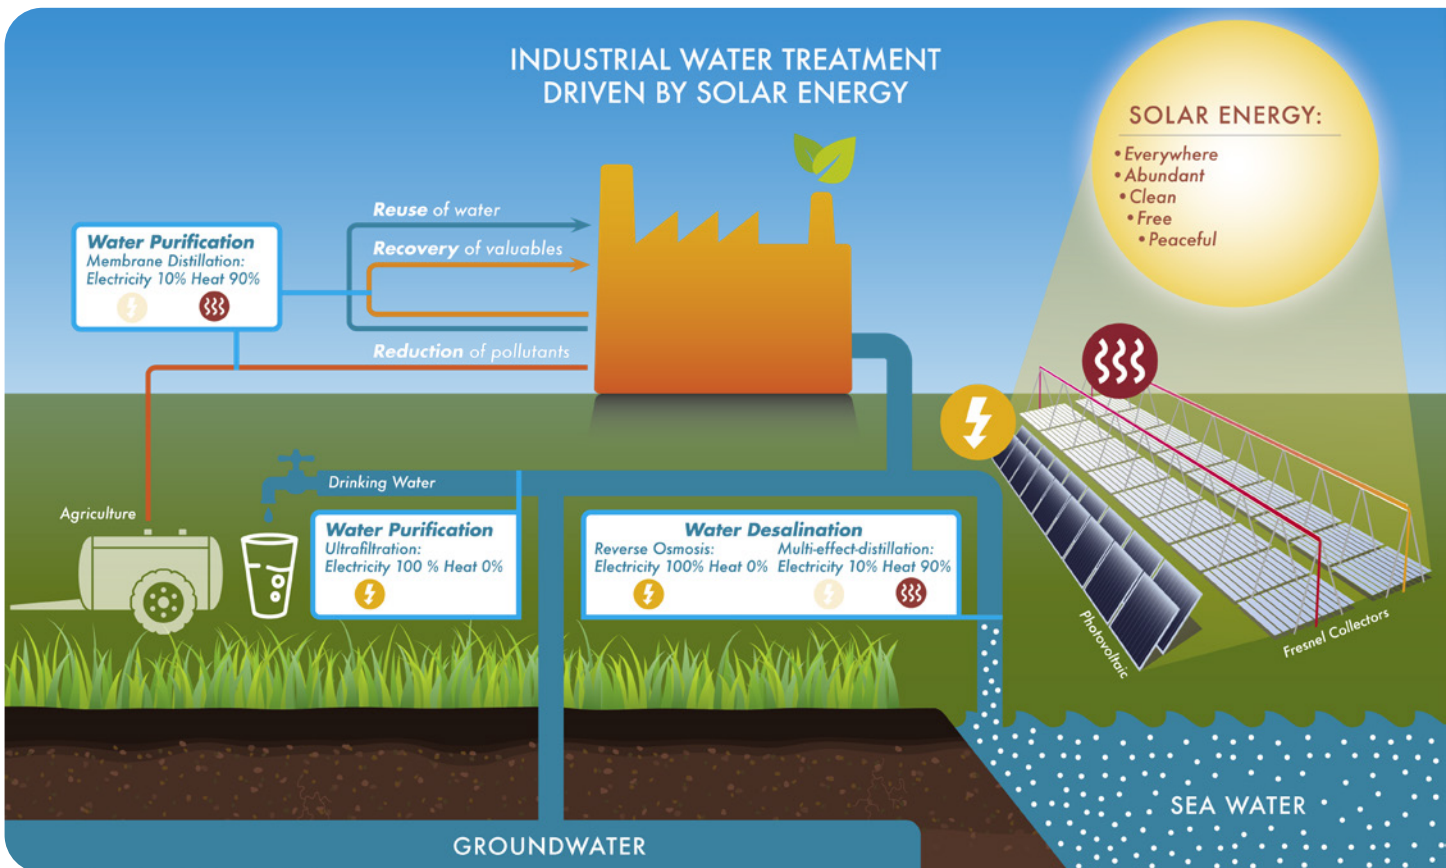 INDUSTRIAL WATER TREATMENT
DRIVEN BY SOLAR ENERGY
SOLAR ENERGY:
• Everywhere
• Abundant
• Clean
• Free
• Peaceful
Reuse of water
Recovery of valuables
Reduction of pollutants
Water Purification
Membrane Distillation:
Electricity 10% Heat 90%
Agriculture
Drinking Water
Water Purification
Ultrafiltration:
Electricity 100 % Heat 0%
Water Desalination
Reverse Osmosis:
Electricity 100% Heat 0%
Multi-effect-distillation:
Electricity 10% Heat 90%
Photovoltaic
Fresnel Collectors
SEA WATER
GROUNDWATER